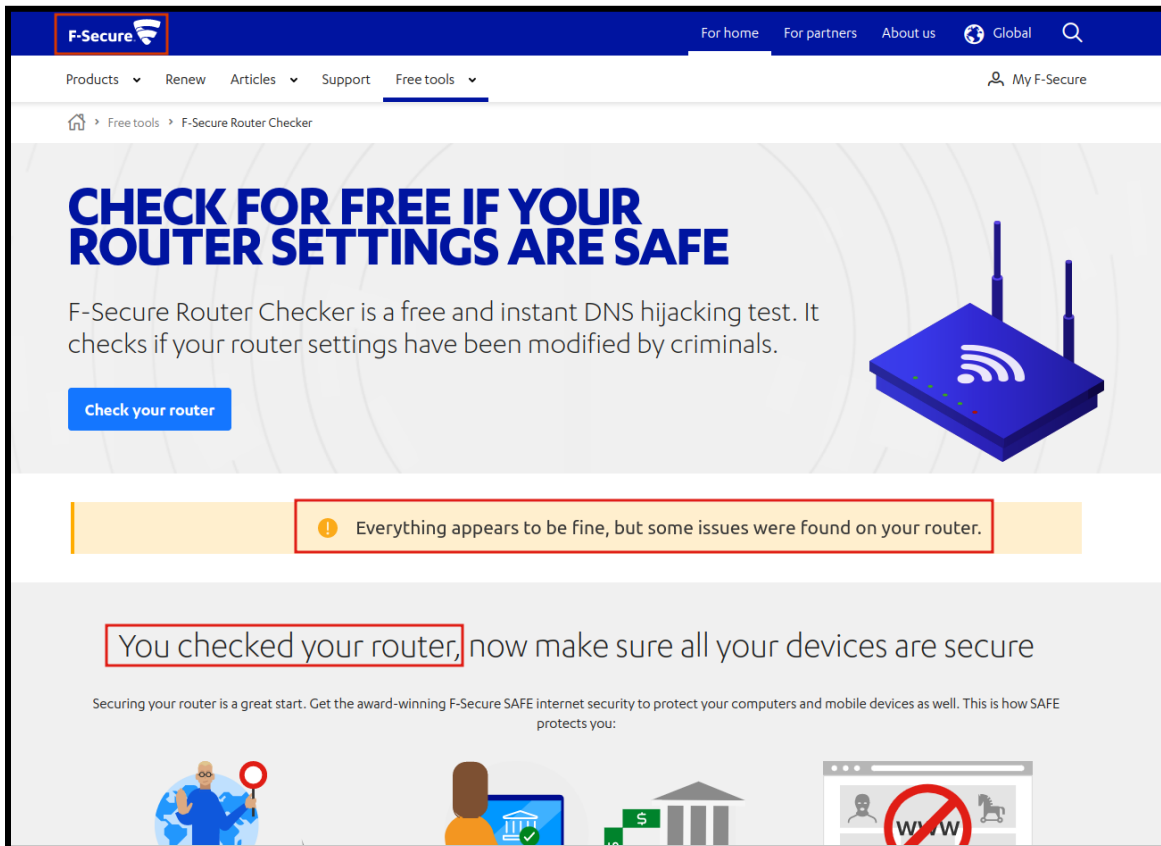 F-Secure.
For home For partners About us Global
Products Renew Articles Support Free tools My F-Secure
Free tools > F-Secure Router Checker
CHECK FOR FREE IF YOUR
ROUTER SETTINGS ARE SAFE
F-Secure Router Checker is a free and instant DNS hijacking test. It
checks if your router settings have been modified by criminals.
Check your router
Everything appears to be fine, but some issues were found on your router.
You checked your router, now make sure all your devices are secure
Securing your router is a great start. Get the award-winning F-Secure SAFE internet security to protect your computers and mobile devices as well. This is how SAFE
protects you:
$
WWW